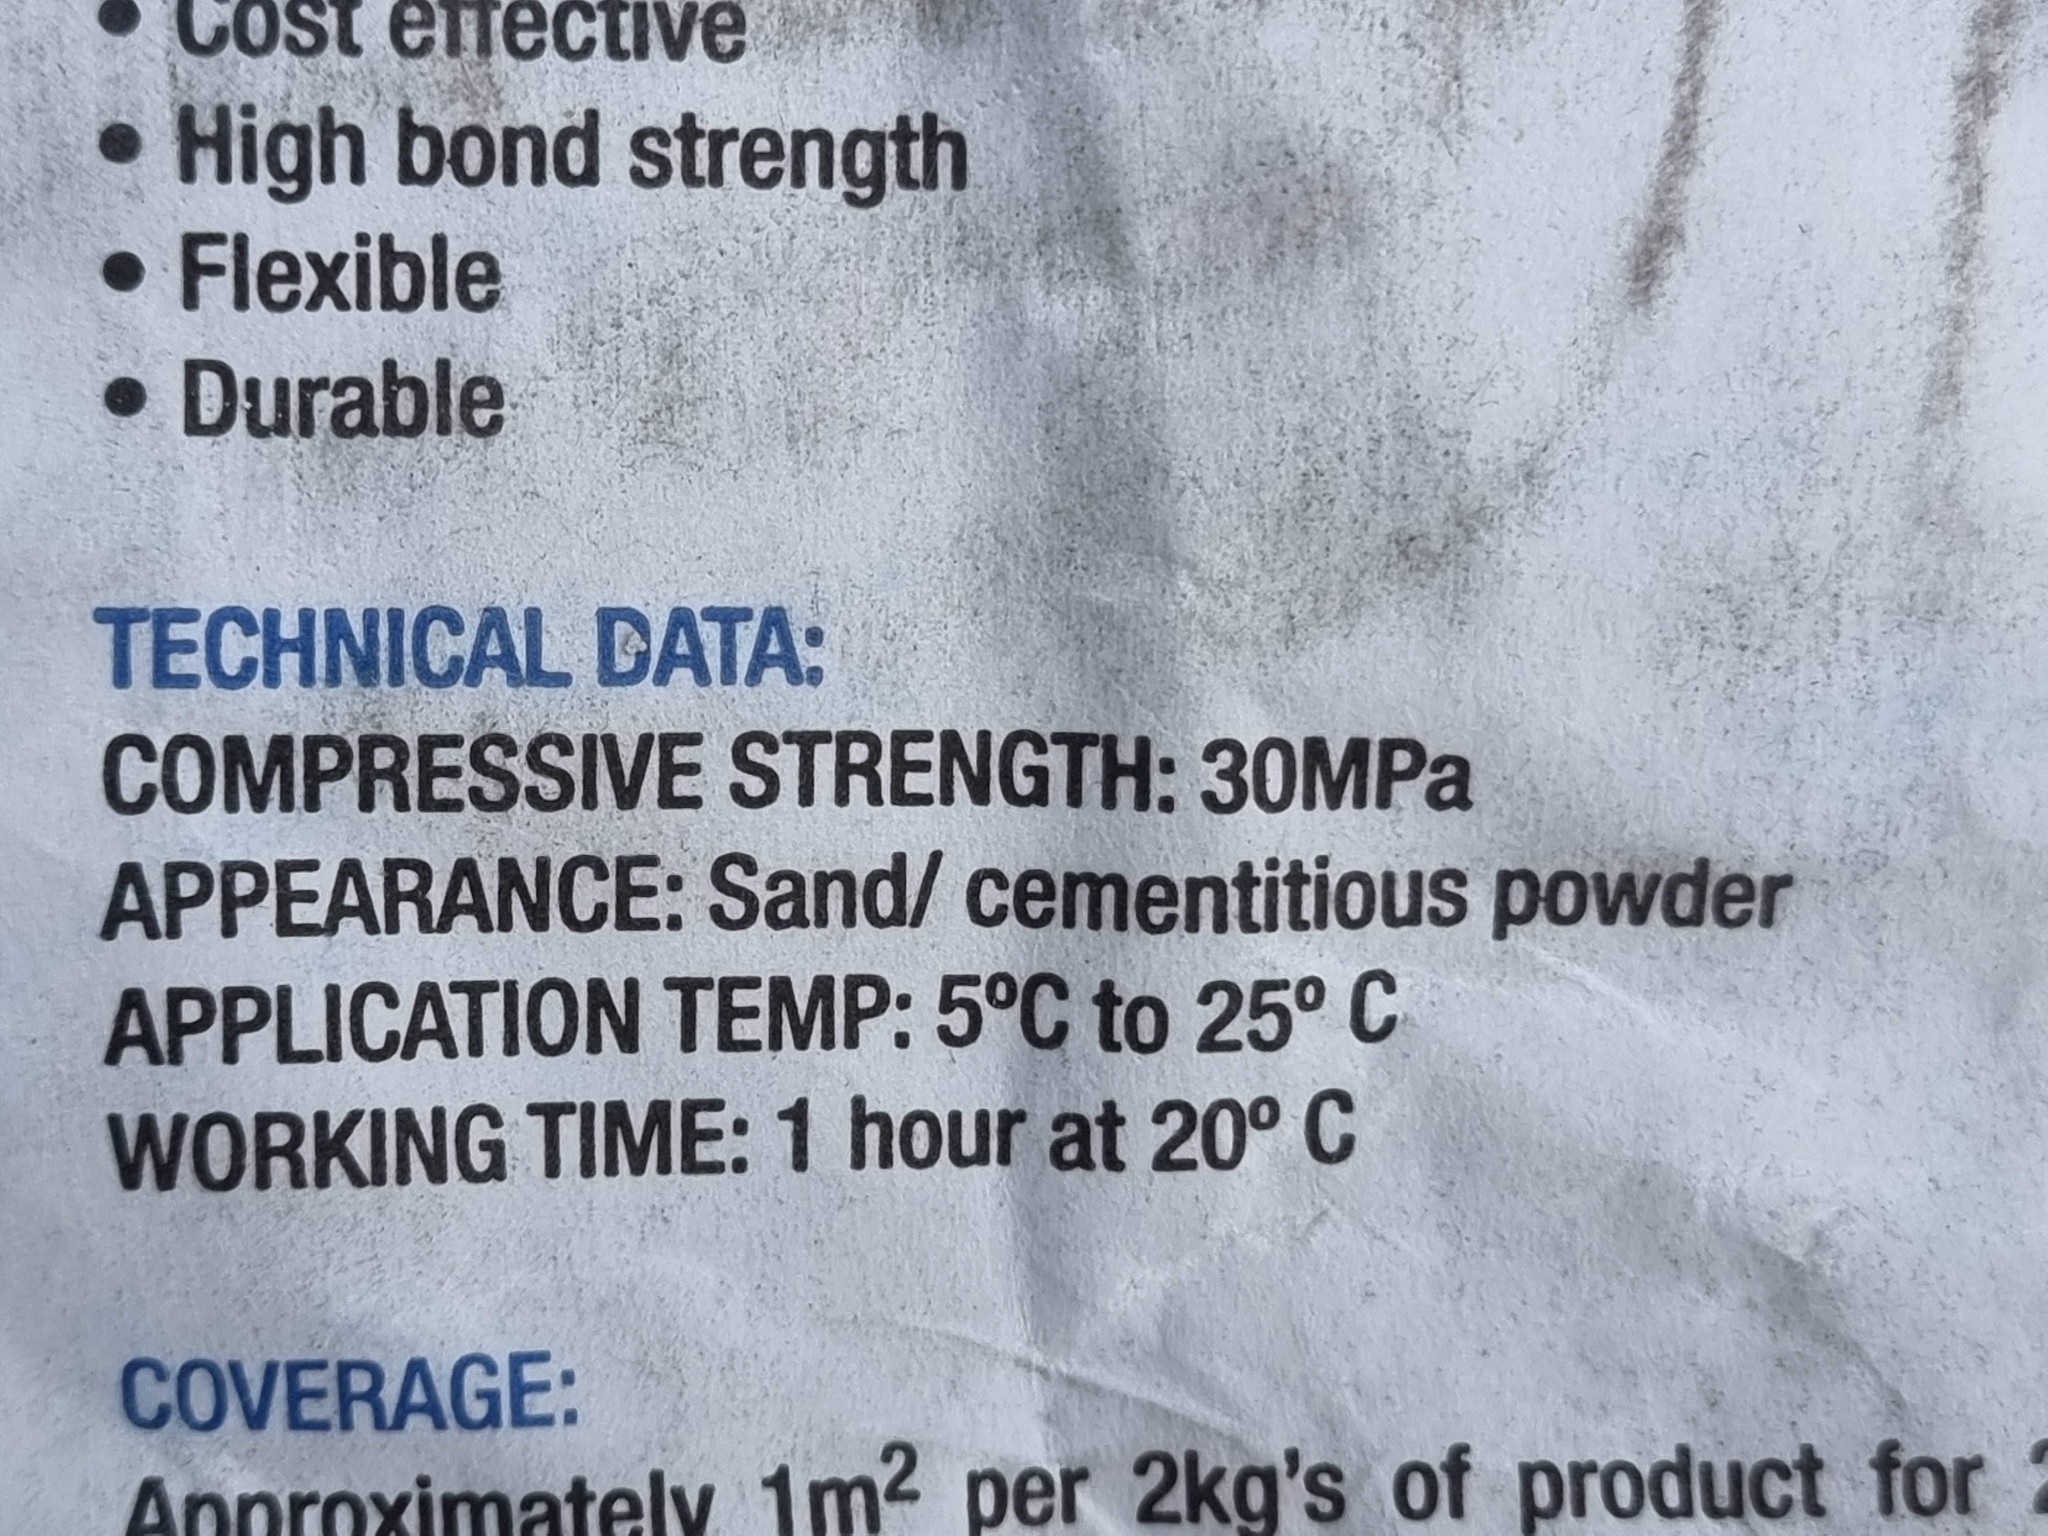 • Cost effective
• High bond strength
• Flexible
• Durable
TECHNICAL DATA:
COMPRESSIVE STRENGTH: 30MPa
APPEARANCE: Sand/ cementitious powder
APPLICATION TEMP: 5ºC to 25º C
WORKING TIME: 1 hour at 20º C
COVERAGE:
Approximately 1m² per 2kg's of product for